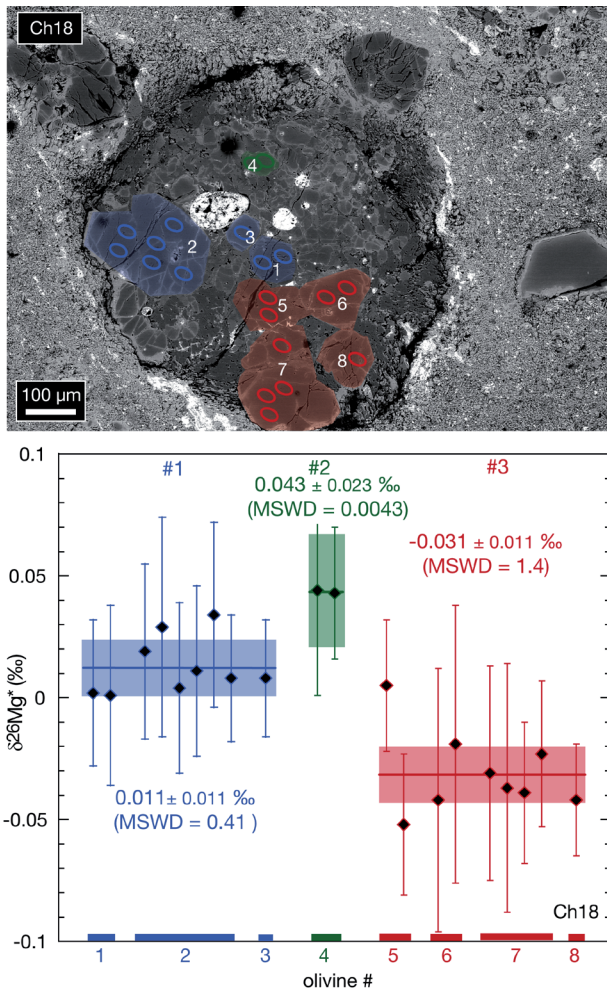 Ch18
4
3
2
1
5
6
7
8
100 µm
0.1
#1
#2
#3
0.043 ± 0.023 ‰
(MSWD = 0.0043)
-0.031 ± 0.011 ‰
(MSWD = 1.4)
0.05
0
δ26Mg* (‰)
0.011± 0.011 ‰
(MSWD = 0.41 )
-0.05
Ch18
-0.1
1 2 3 4 5 6 7 8
olivine #